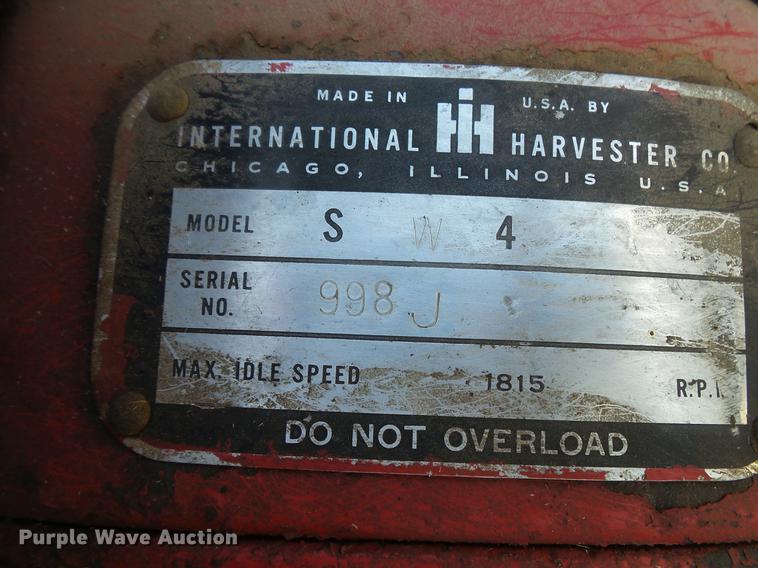 MADE IN IH U.S.A. BY
INTERNATIONAL HARVESTER CO.
CHICAGO, ILLINOIS U.S.A.
MODEL S W 4
SERIAL NO. 998 J
MAX. IDLE SPEED 1815 R.P.
DO NOT OVERLOAD
Purple Wave Auction